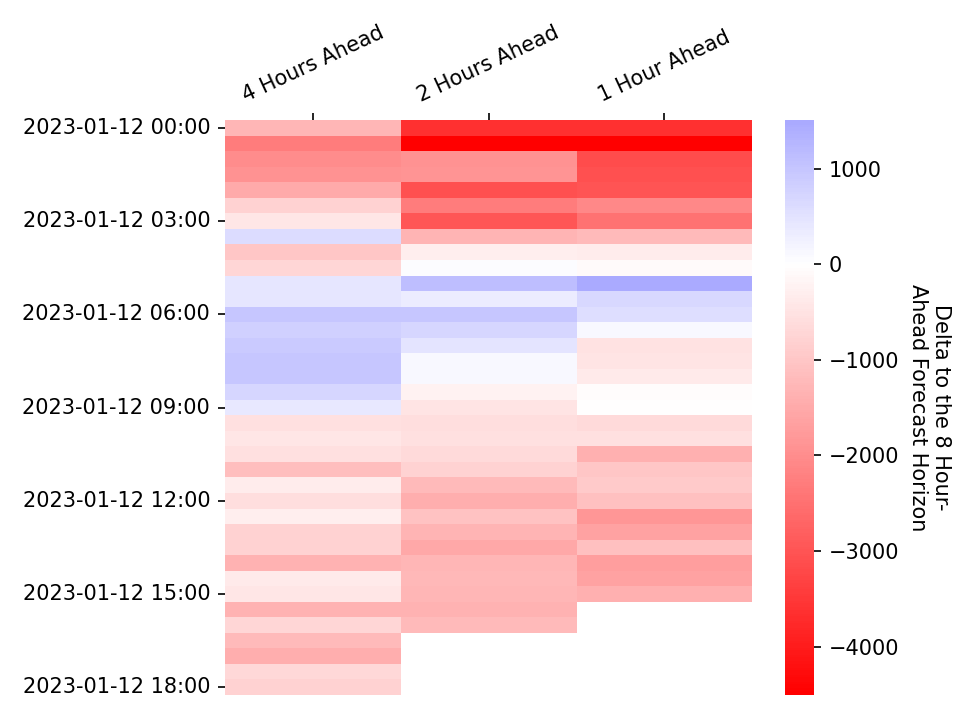 4 Hours Ahead
2 Hours Ahead
1 Hour Ahead
2023-01-12 00:00
2023-01-12 03:00
2023-01-12 06:00
2023-01-12 09:00
2023-01-12 12:00
2023-01-12 15:00
2023-01-12 18:00
1000
0
−1000
−2000
−3000
−4000
Delta to the 8 Hour-
Ahead Forecast Horizon